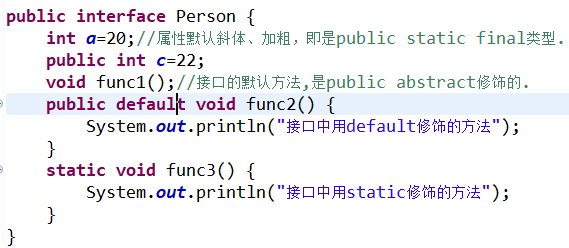 public interface Person {
    int a=20;//属性默认斜体、加粗，即是public static final类型.
    public int c=22;
    void func1();//接口的默认方法,是public abstract修饰的.
    public default void func2() {
        System.out.println("接口中用default修饰的方法");
    }
    static void func3() {
        System.out.println("接口中用static修饰的方法");
    }
}